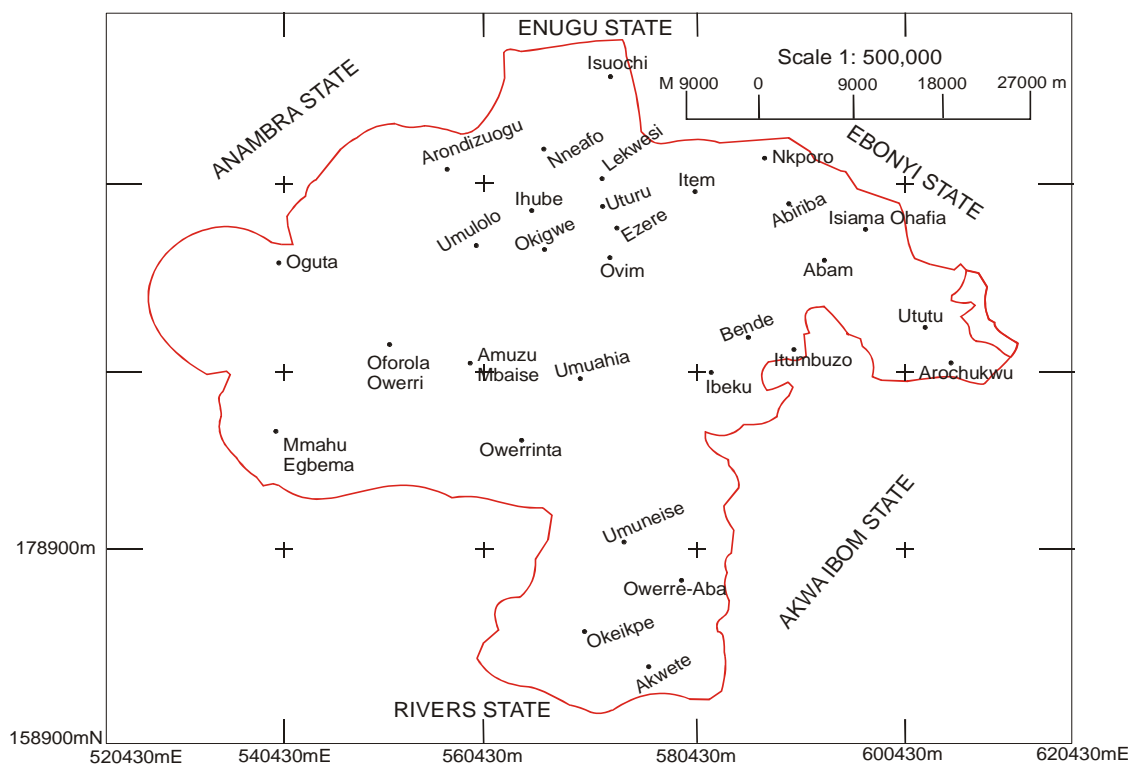 ENUGU STATE
Scale 1: 500,000
M 9000 0 9000 18000 27000 m
Isuochi
ANAMBRA STATE
EBONYI STATE
Arondizuogu
Nneafo
Lekwesi
Nkporo
Item
Ihube
Uturu
Abiriba
Isiama Ohafia
Umulolo
Okigwe
Ezere
Oguta
Ovim
Abam
Ututu
Bende
Oforola
Owerri
Amuzu
Mbaise
Umuahia
Itumbuzo
Ibeku
Arochukwu
Mmahu
Egbema
Owerrinta
Umuneise
178900m
Owerre-Aba
AKWA IBOM STATE
Okeikpe
Akwete
RIVERS STATE
158900mN
520430mE 540430m 560430m 580430m 600430m 620430mE